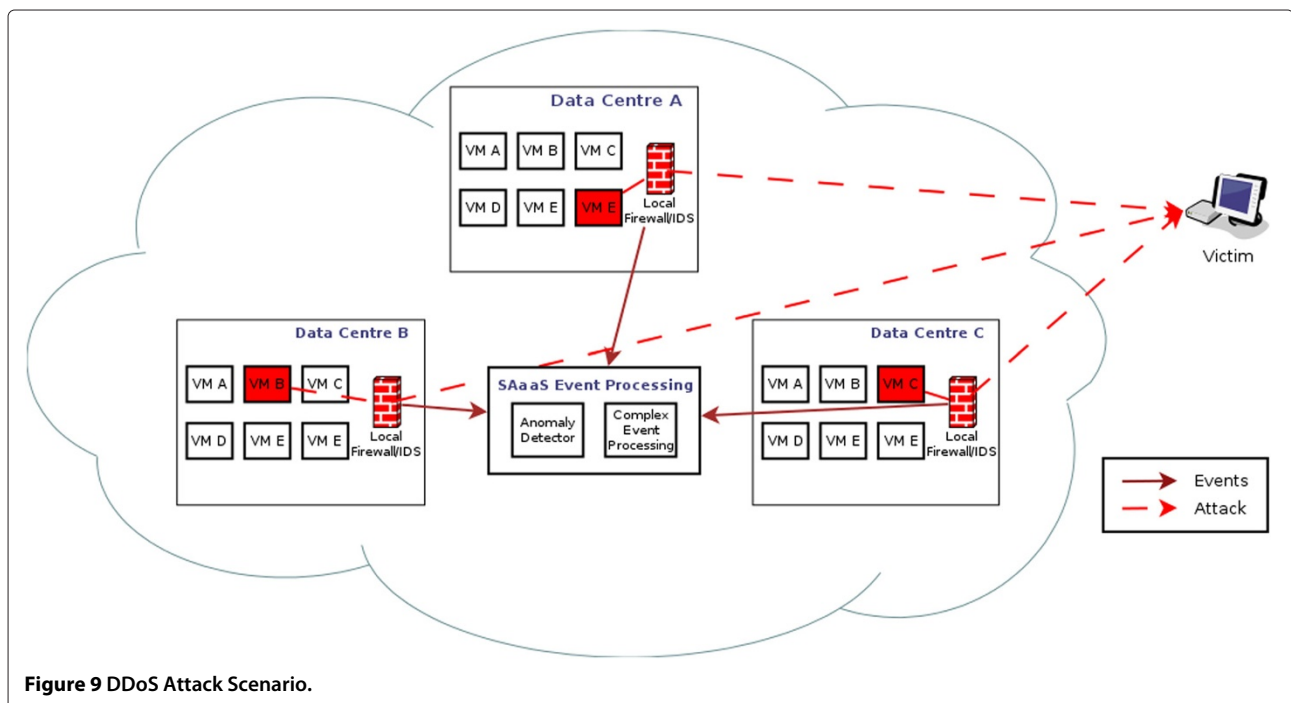 Data Centre A
VM A
VM B
VM C
VM D
VM E
VM E
Local
Firewall/IDS
Victim
Data Centre B
VM A
VM B
VM C
VM D
VM E
VM E
Local
Firewall/IDS
SAaaS Event Processing
Anomaly
Detector
Complex
Event
Processing
Data Centre C
VM A
VM B
VM C
VM D
VM E
VM E
Local
Firewall/IDS
Events
Attack
Figure 9 DDoS Attack Scenario.